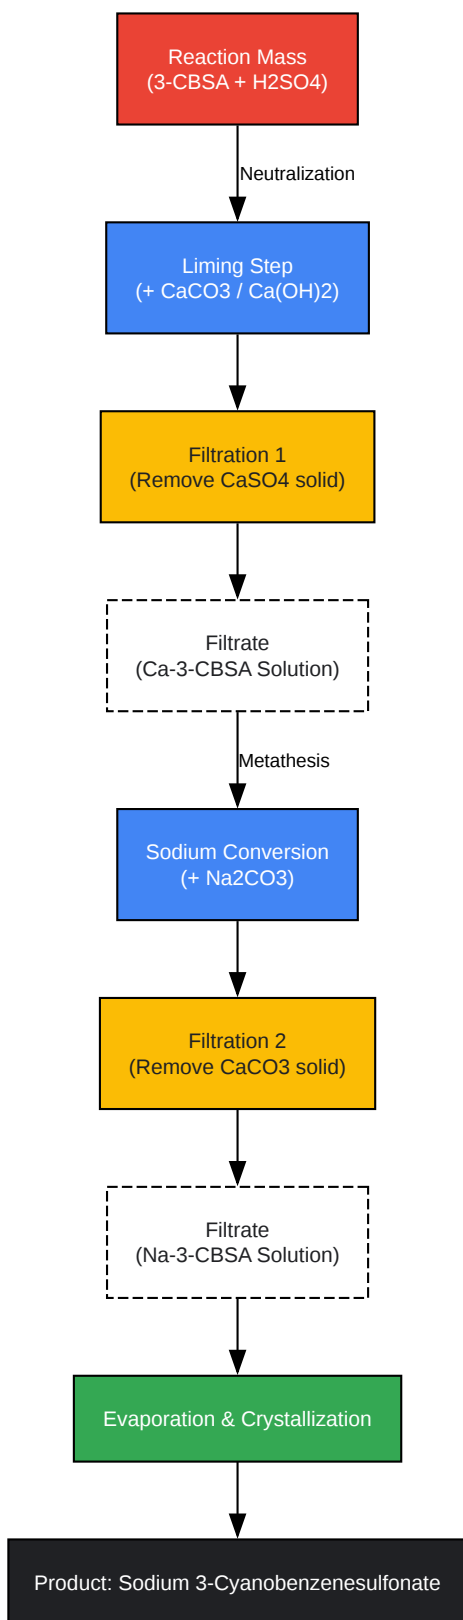 Reaction Mass
(3-CBSA + H2SO4)
Neutralization
Liming Step
(+ CaCO3 / Ca(OH)2)
Filtration 1
(Remove CaSO4 solid)
Filtrate
(Ca-3-CBSA Solution)
Metathesis
Sodium Conversion
(+ Na2CO3)
Filtration 2
(Remove CaCO3 solid)
Filtrate
(Na-3-CBSA Solution)
Evaporation & Crystallization
Product: Sodium 3-Cyanobenzenesulfonate